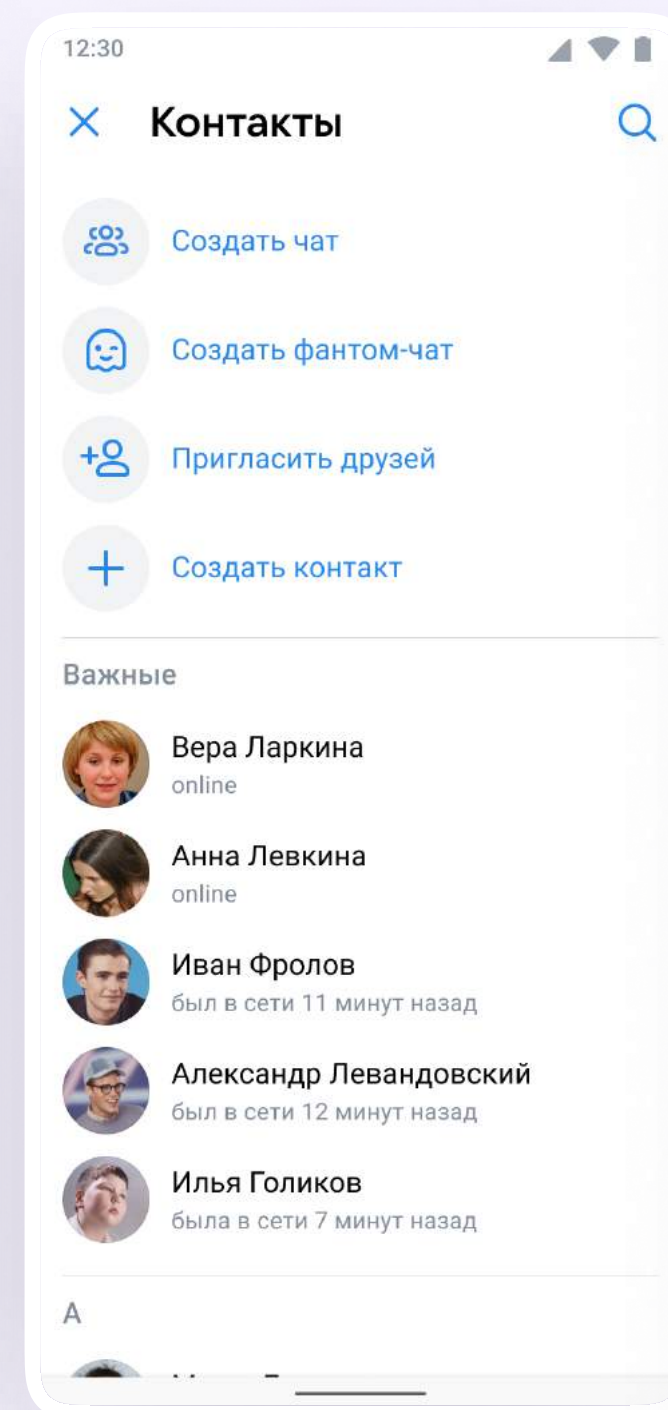 12:30
Контакты
Создать чат
Создать фантом-чат
Пригласить друзей
Создать контакт
Важные
Вера Ларкина
online
Анна Левкина
online
Иван Фролов
был в сети 11 минут назад
Александр Левандовский
был в сети 12 минут назад
Илья Голиков
была в сети 7 минут назад
А